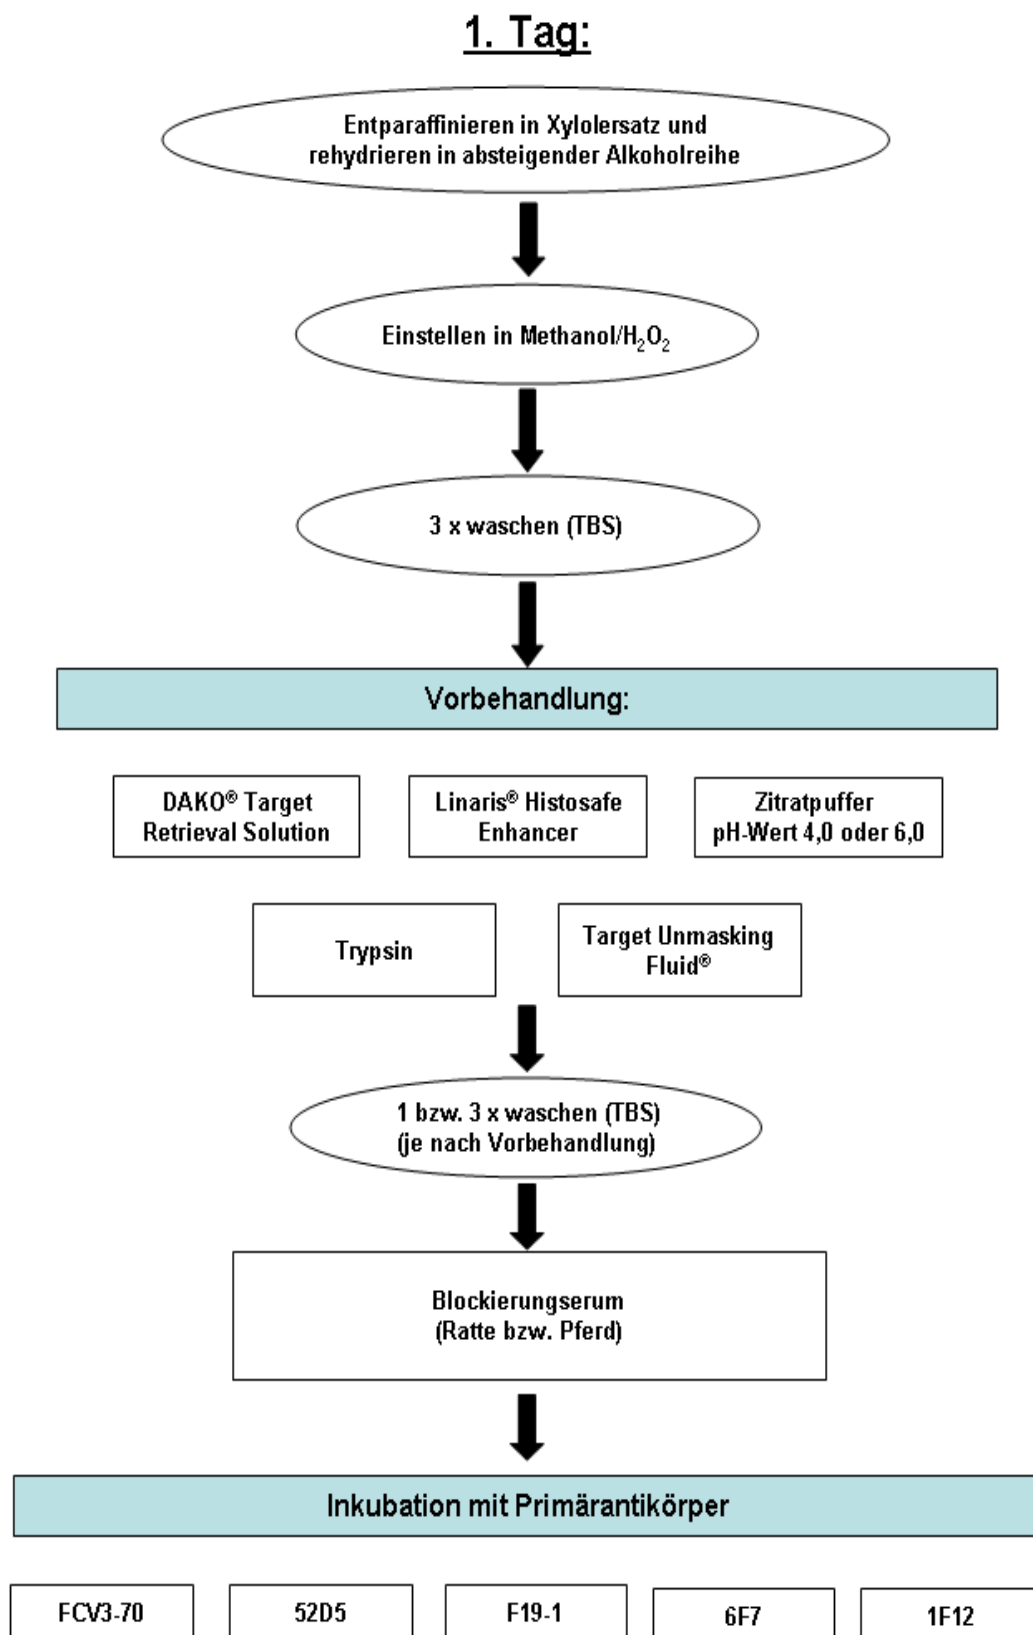 1. Tag:
Entparaffinieren in Xylolersatz und
rehydrieren in absteigender Alkoholreihe
Einstellen in Methanol/H₂O₂
3 x waschen (TBS)
Vorbehandlung:
DAKO® Target
Retrieval Solution
Linaris® Histosafe
Enhancer
Zitratpuffer
pH-Wert 4,0 oder 6,0
Trypsin
Target Unmasking
Fluid®
1 bzw. 3 x waschen (TBS)
(je nach Vorbehandlung)
Blockierungserum
(Ratte bzw. Pferd)
Inkubation mit Primärantikörper
FCV3-70
52D5
F19-1
6F7
1F12